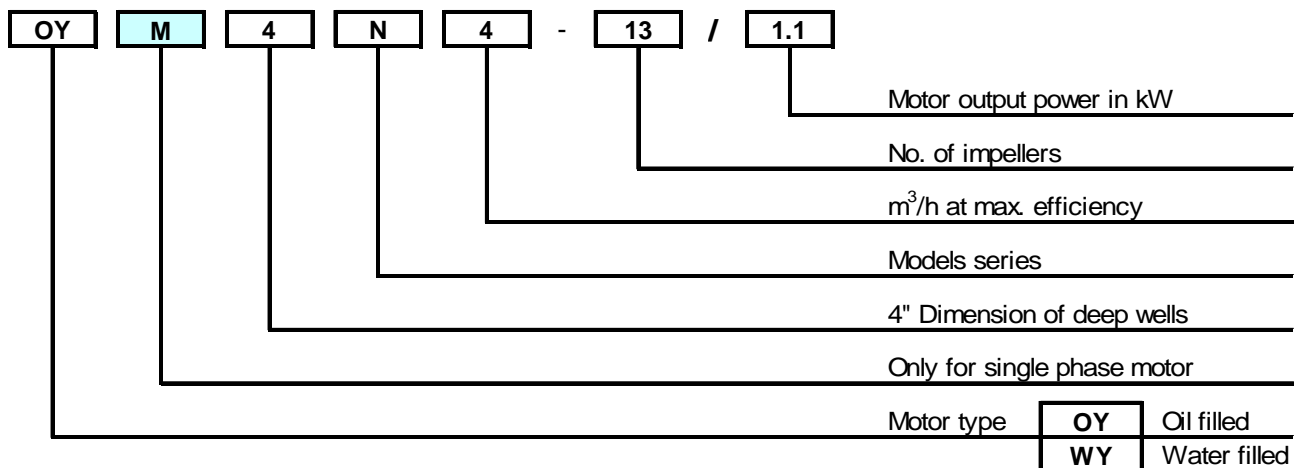 OY M 4 N 4 - 13 / 1.1
Motor output power in kW
No. of impellers
m³/h at max. efficiency
Models series
4" Dimension of deep wells
Only for single phase motor
Motor type OY Oil filled
WY Water filled